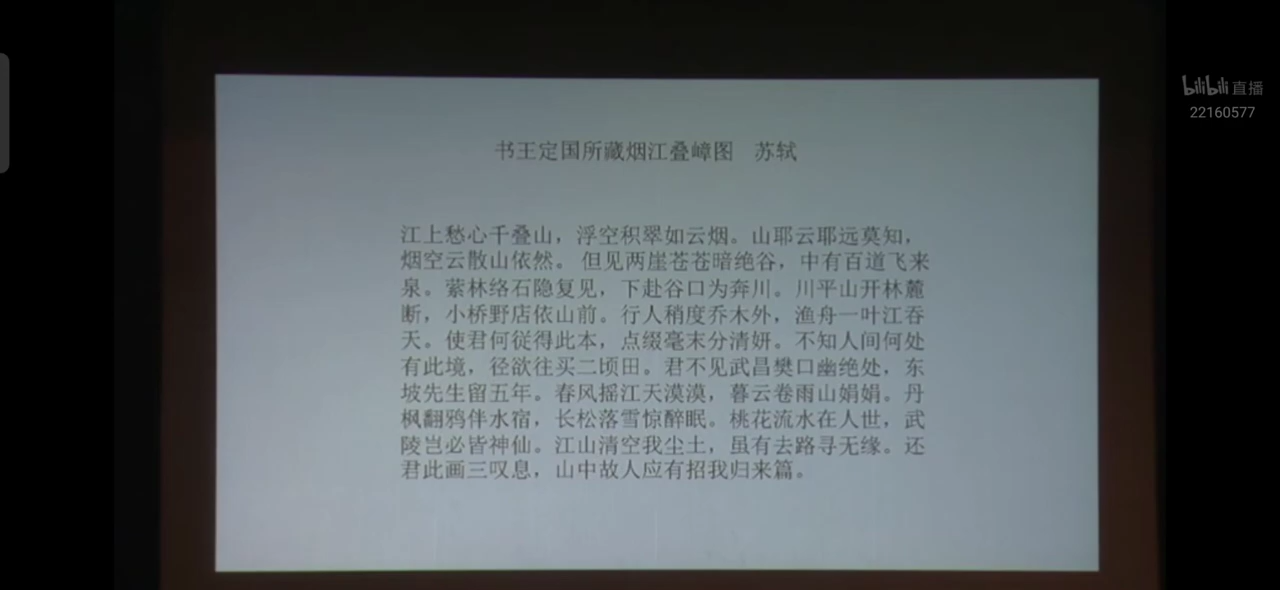 书王定国所藏烟江叠嶂图　苏轼
江上愁心千叠山，浮空积翠如云烟。山耶云耶远莫知，
烟空云散山依然。 但见两崖苍苍暗绝谷，中有百道飞来
泉。萦林络石隐复见，下赴谷口为奔川。川平山开林麓
断，小桥野店依山前。行人稍度乔木外，渔舟一叶江吞
天。使君何従得此本，点缀毫末分清妍。不知人间何处
有此境，径欲往买二顷田。君不见武昌樊口幽绝处，东
坡先生留五年。春风摇江天漠漠，暮云卷雨山娟娟。丹
枫翻鸦伴水宿，长松落雪惊醉眠。桃花流水在人世，武
陵岂必皆神仙。江山清空我尘土，虽有去路寻无缘。还
君此画三叹息，山中故人应有招我归来篇。
bilibili 直播
22160577